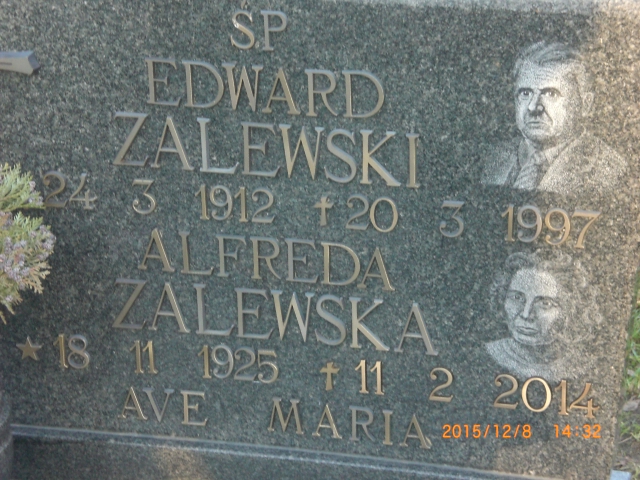 ŚP
EDWARD
ZALEWSKI
24 3 1912 ✝ 20 3 1997
ALFREDA
ZALEWSKA
★ 18 11 1925 ✝ 11 2 2014
AVE MARIA
2015/12/8 14:32